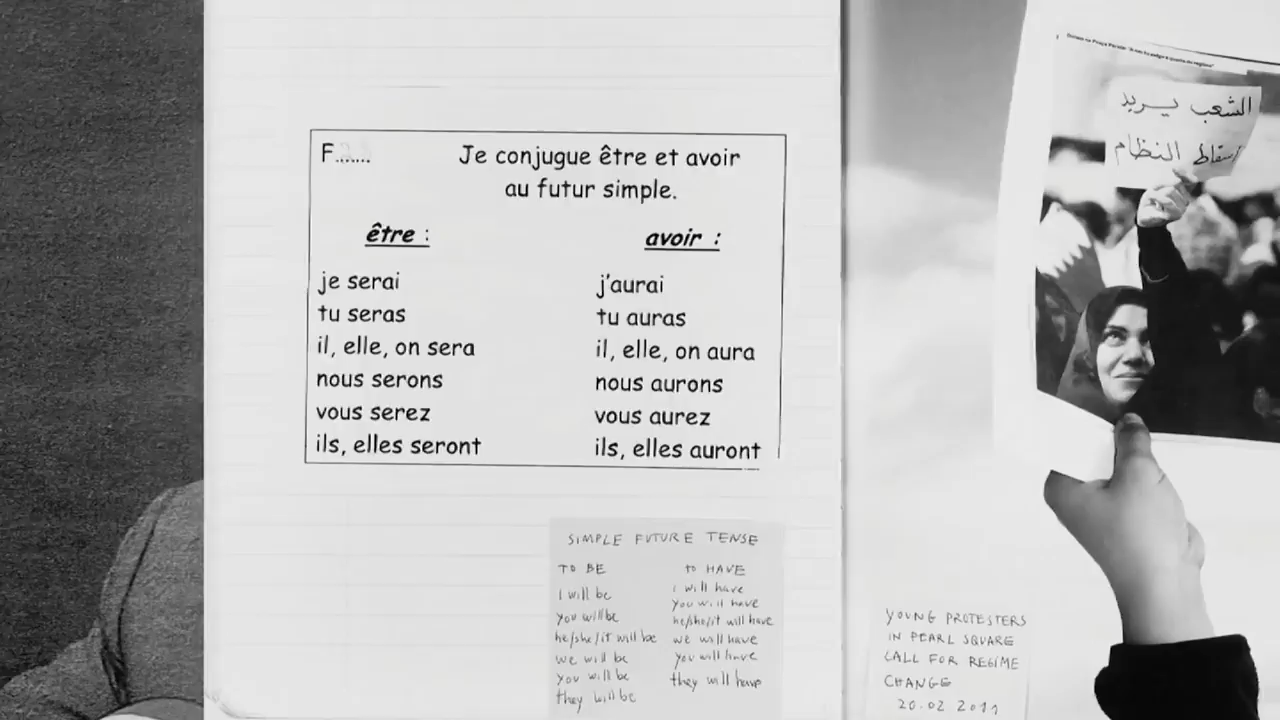 F.......
Je conjugue être et avoir
au futur simple.
être :
je serai
tu seras
il, elle, on sera
nous serons
vous serez
ils, elles seront
avoir :
j'aurai
tu auras
il, elle, on aura
nous aurons
vous aurez
ils, elles auront
SIMPLE FUTURE TENSE
TO BE
I will be
you will be
he/she/it will be
we will be
you will be
they will be
to HAVE
I will have
you will have
he/she/it will have
we will have
you will have
they will have
الشعب يريد
إسقاط النظام
YOUNG PROTESTERS
IN PEARL SQUARE
CALL FOR REGIME
CHANGE
20.02 2011